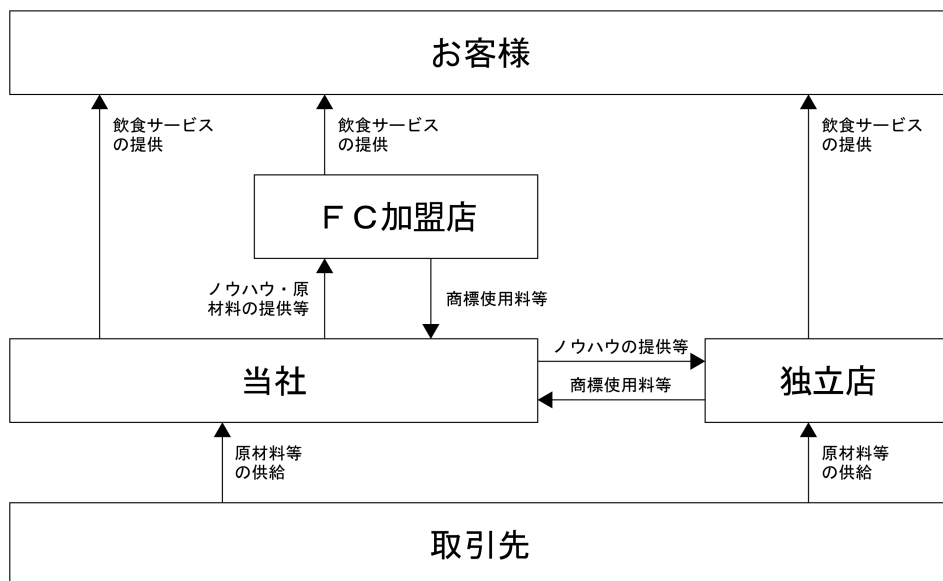 お客様
飲食サービス
の提供
飲食サービス
の提供
飲食サービス
の提供
ＦＣ加盟店
ノウハウ・原
材料の提供等
商標使用料等
当社
ノウハウの提供等
商標使用料等
独立店
原材料等
の供給
原材料等
の供給
取引先